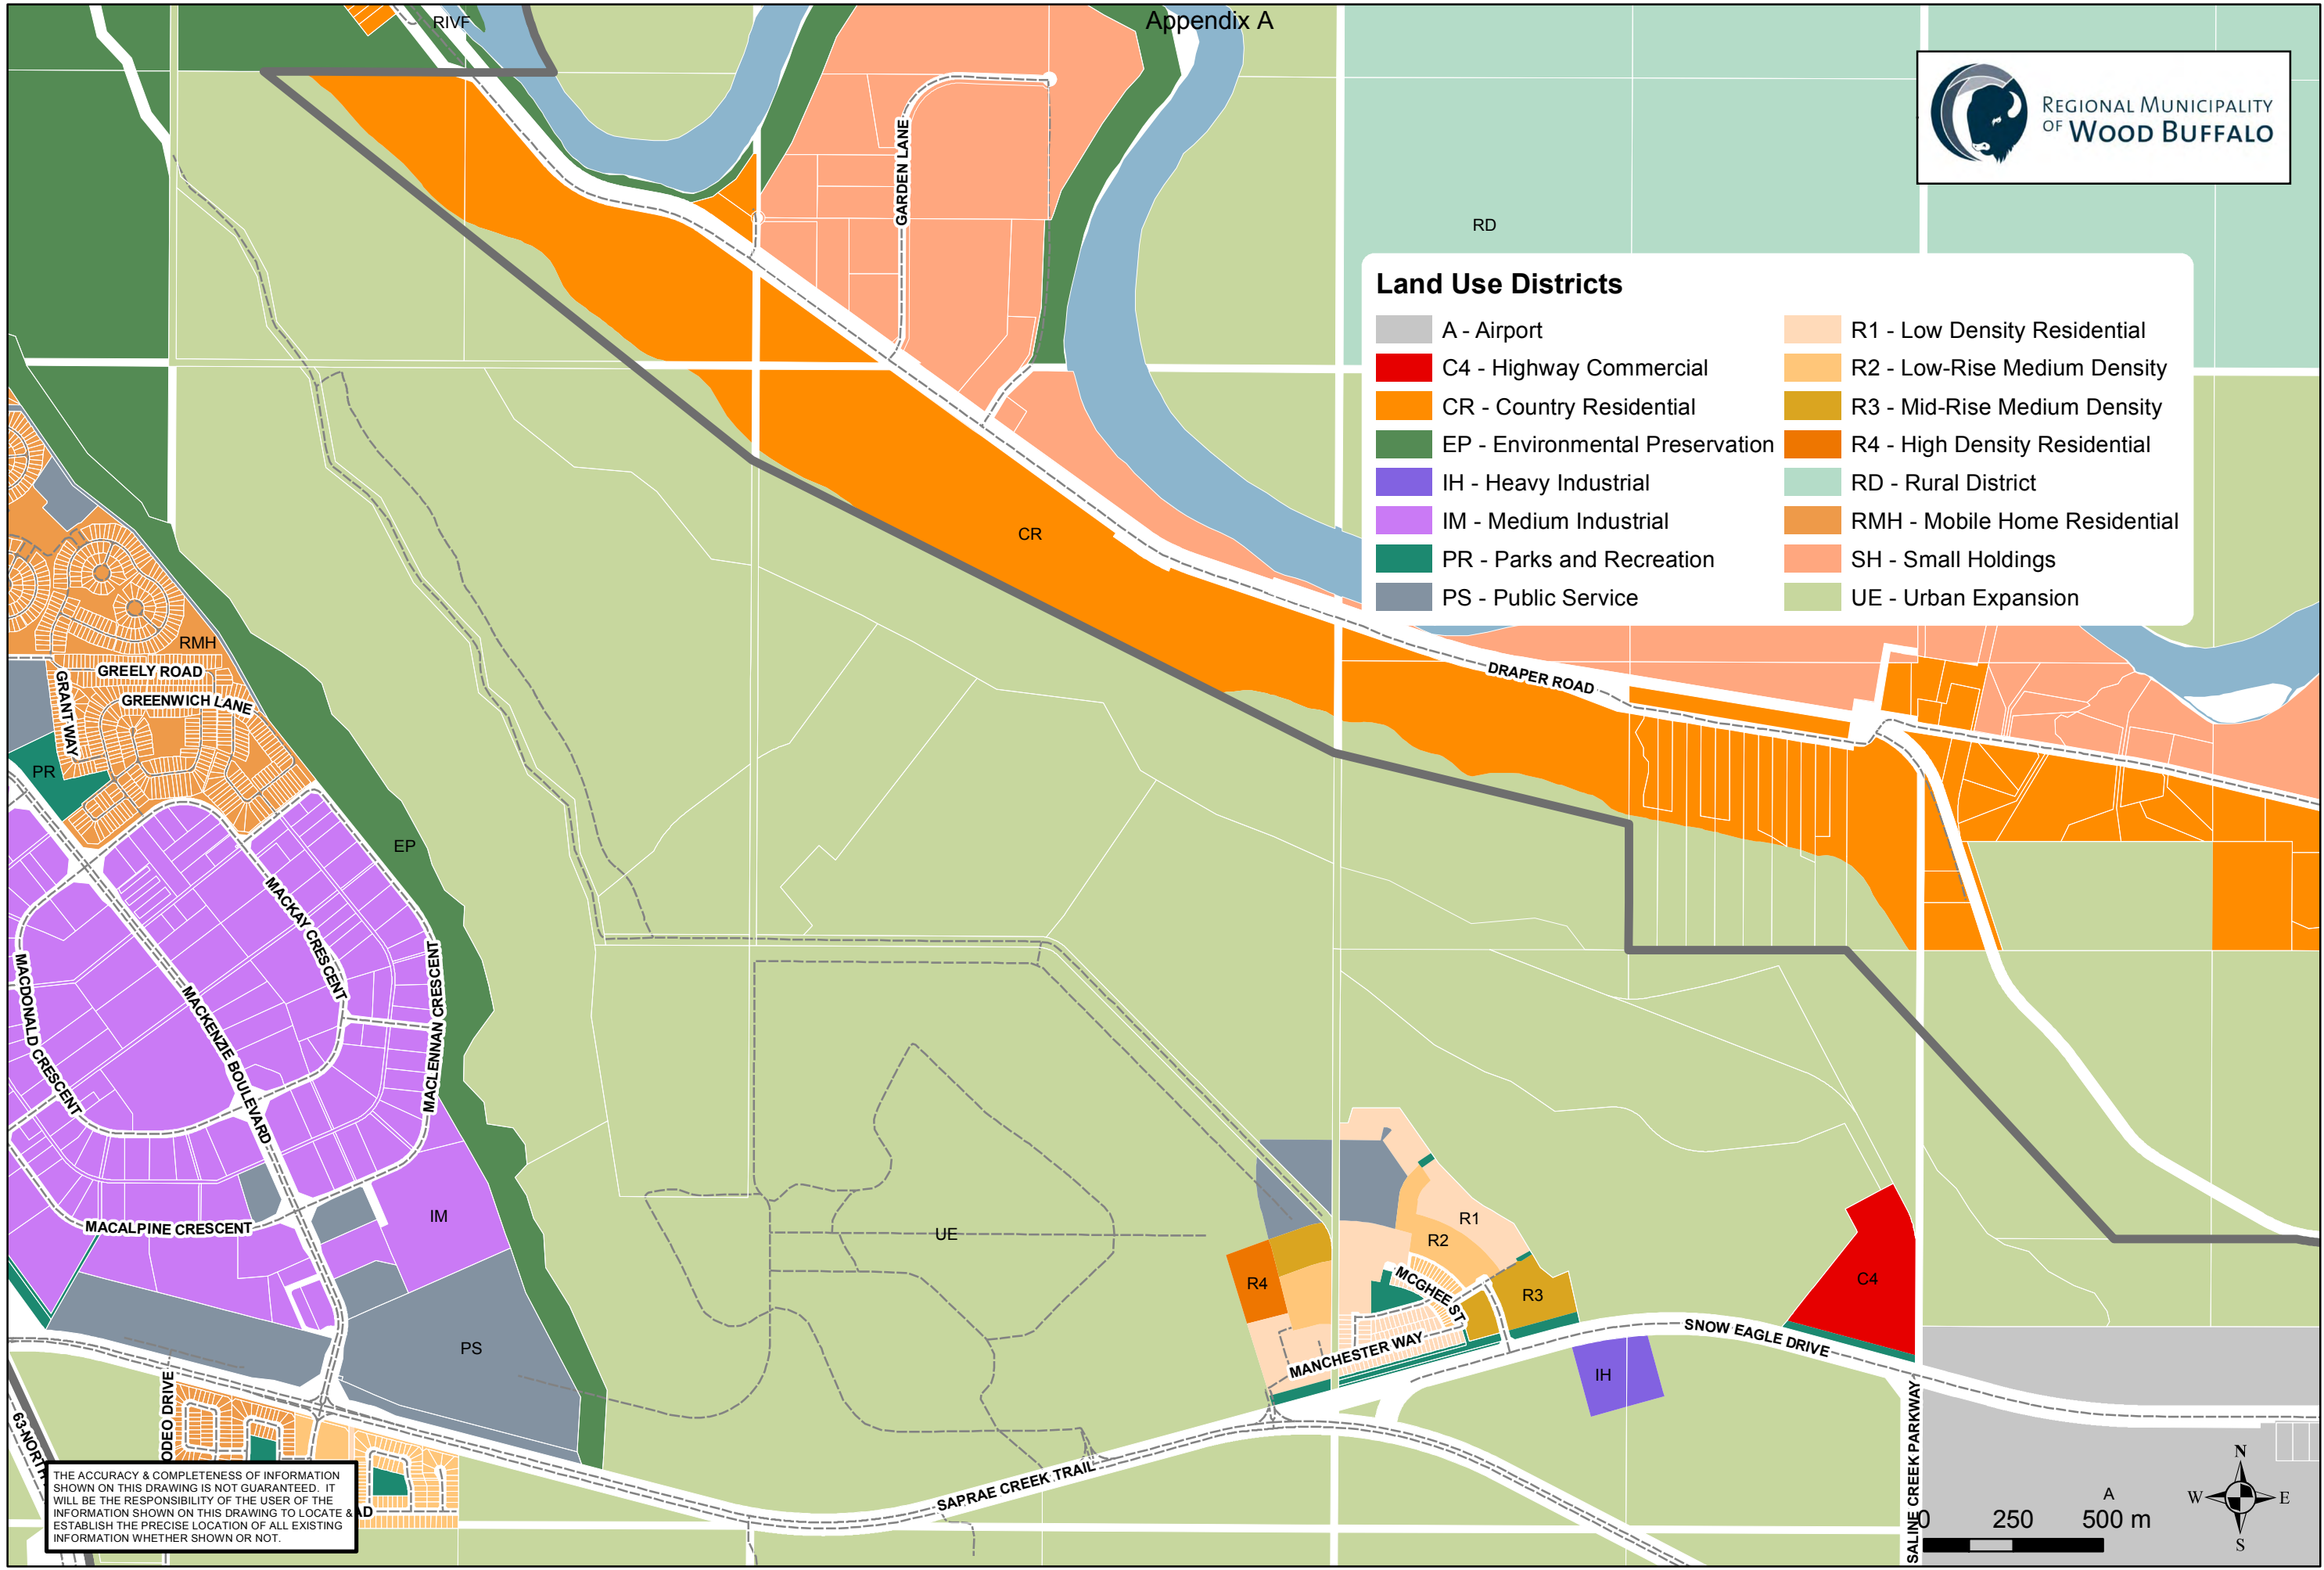 Appendix A
RIVF
REGIONAL MUNICIPALITY
OF WOOD BUFFALO
GARDEN LANE
RD
Land Use Districts
A - Airport
C4 - Highway Commercial
CR - Country Residential
EP - Environmental Preservation
IH - Heavy Industrial
IM - Medium Industrial
PR - Parks and Recreation
PS - Public Service
R1 - Low Density Residential
R2 - Low-Rise Medium Density
R3 - Mid-Rise Medium Density
R4 - High Density Residential
RD - Rural District
RMH - Mobile Home Residential
SH - Small Holdings
UE - Urban Expansion
CR
RMH
GREELY ROAD
GREENWICH LANE
GRANT WAY
DRAPER ROAD
PR
EP
MACKAY CRESCENT
MACDONALD CRESCENT
MACKENZIE BOULEVARD
MACLENNAN CRESCENT
MACALPINE CRESCENT
IM
UE
R1
R2
R4
MCGHEE ST
R3
C4
MANCHESTER WAY
SNOW EAGLE DRIVE
PS
IH
SALINE CREEK PARKWAY
SAPRAE CREEK TRAIL
ODEO DRIVE
63-NORTH
AD
THE ACCURACY & COMPLETENESS OF INFORMATION
SHOWN ON THIS DRAWING IS NOT GUARANTEED. IT
WILL BE THE RESPONSIBILITY OF THE USER OF THE
INFORMATION SHOWN ON THIS DRAWING TO LOCATE &
ESTABLISH THE PRECISE LOCATION OF ALL EXISTING
INFORMATION WHETHER SHOWN OR NOT.
A
0 250 500 m
N
W E
S